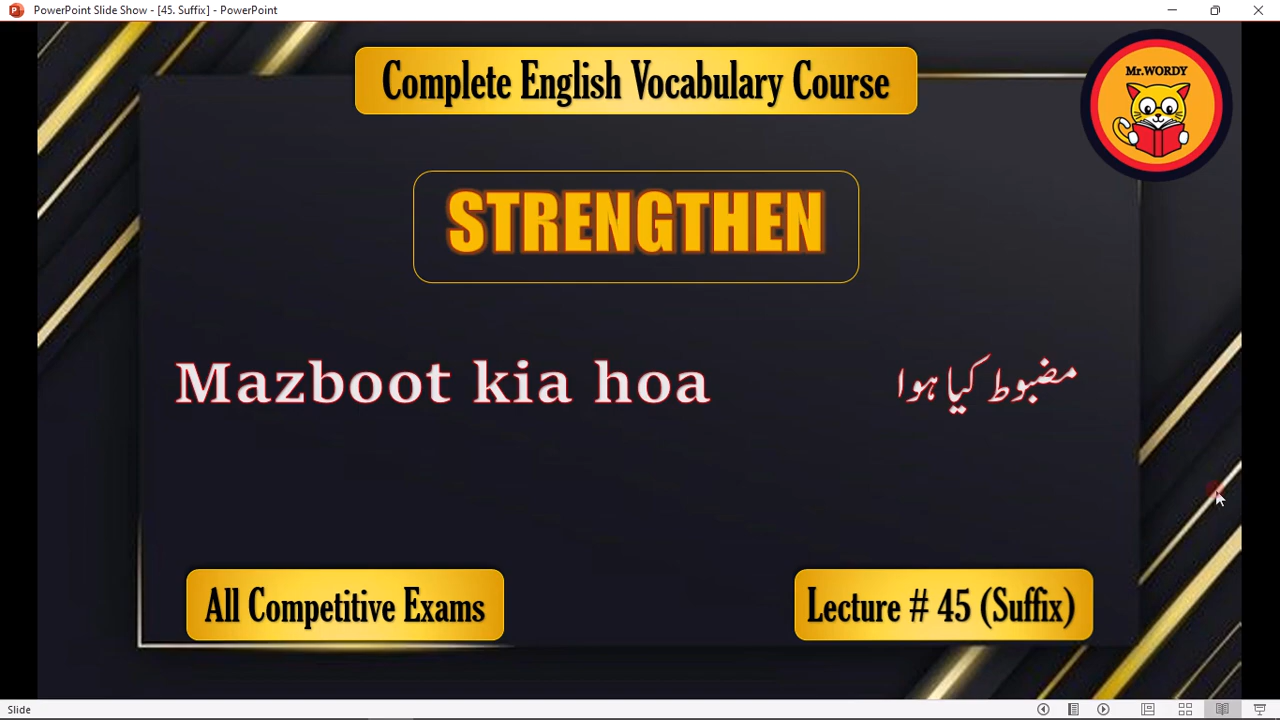 PowerPoint Slide Show - [45. Suffix] - PowerPoint
Complete English Vocabulary Course
Mr.WORDY
STRENGTHEN
Mazboot kia hoa
مضبوط کیا ہوا
All Competitive Exams
Lecture # 45 (Suffix)
Slide